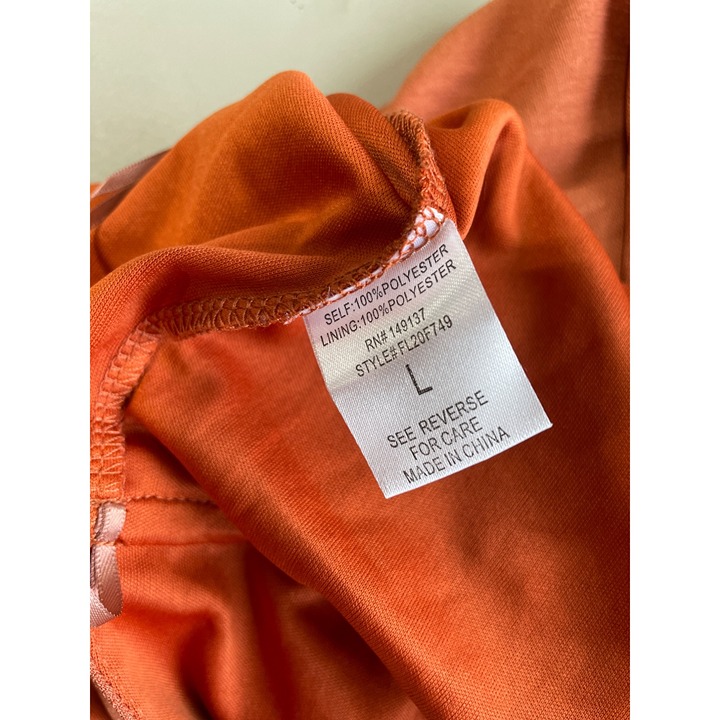 SELF:100%POLYESTER
LINING:100%POLYESTER
RN# 149137
STYLE# FL20F749
L
SEE REVERSE
FOR CARE
MADE IN CHINA